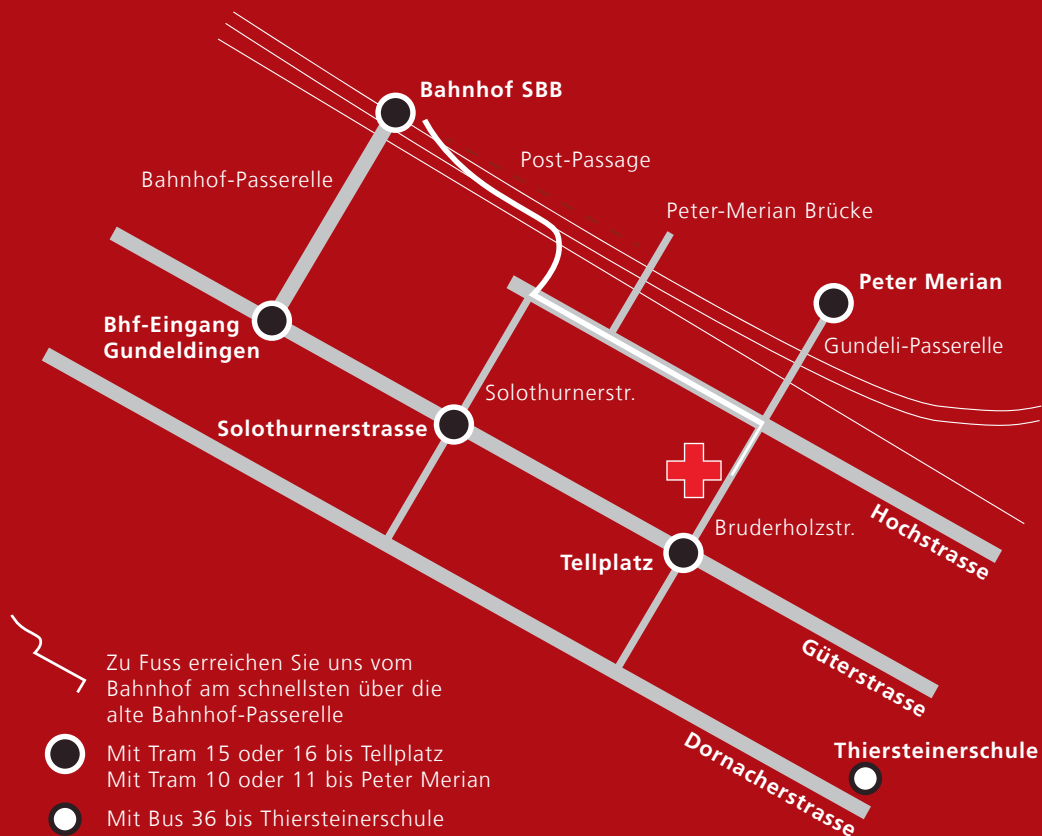 Bahnhof SBB
Post-Passage
Bahnhof-Passerelle
Peter-Merian Brücke
Peter Merian
Bhf-Eingang
Gundeldingen
Gundeli-Passerelle
Solothurnerstr.
Solothurnerstrasse
Hochstrasse
Bruderholzstr.
Tellplatz
Güterstrasse
Zu Fuss erreichen Sie uns vom
Bahnhof am schnellsten über die
alte Bahnhof-Passerelle
Dornacherstrasse
Thiersteinerschule
Mit Tram 15 oder 16 bis Tellplatz
Mit Tram 10 oder 11 bis Peter Merian
Mit Bus 36 bis Thiersteinerschule